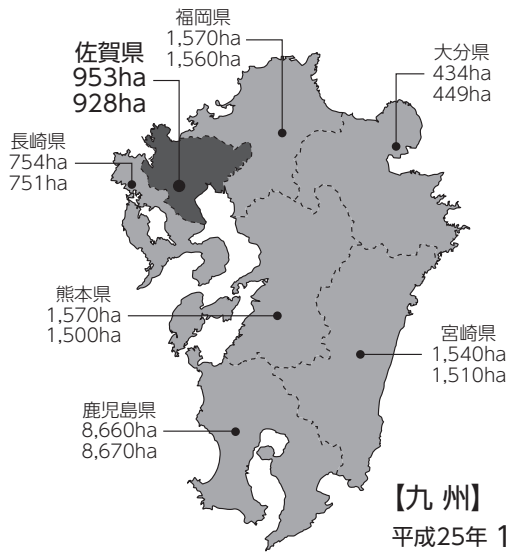 福岡県
1,570ha
1,560ha
佐賀県
953ha
928ha
大分県
434ha
449ha
長崎県
754ha
751ha
熊本県
1,570ha
1,500ha
宮崎県
1,540ha
1,510ha
鹿児島県
8,660ha
8,670ha
【九 州】
平成25年 1